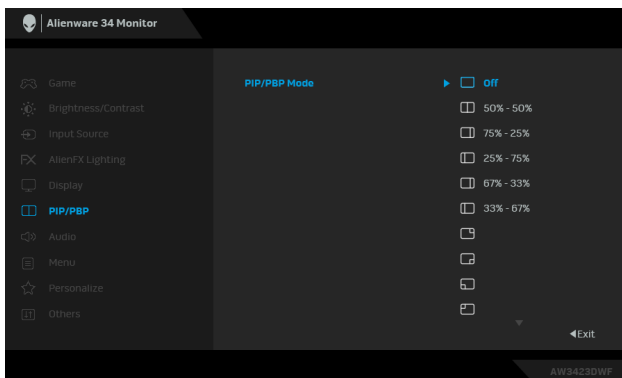 Alienware 34 Monitor
Game
PIP/PBP Mode
Off
Brightness/Contrast
50% - 50%
Input Source
75% - 25%
FX AlienFX Lighting
25% - 75%
Display
67% - 33%
PIP/PBP
33% - 67%
Audio
Menu
Personalize
Others
Exit
AW3423DWF